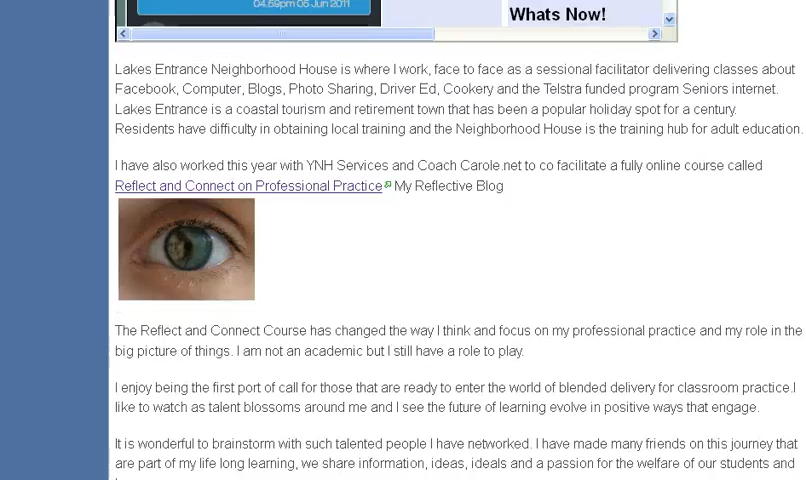 04.59pm 05 Jun 2011
Whats Now!
Lakes Entrance Neighborhood House is where I work, face to face as a sessional facilitator delivering classes about
Facebook, Computer, Blogs, Photo Sharing, Driver Ed, Cookery and the Telstra funded program Seniors internet.
Lakes Entrance is a coastal tourism and retirement town that has been a popular holiday spot for a century.
Residents have difficulty in obtaining local training and the Neighborhood House is the training hub for adult education.
I have also worked this year with YNH Services and Coach Carole.net to co facilitate a fully online course called
Reflect and Connect on Professional Practice My Reflective Blog
The Reflect and Connect Course has changed the way I think and focus on my professional practice and my role in the
big picture of things. I am not an academic but I still have a role to play.
I enjoy being the first port of call for those that are ready to enter the world of blended delivery for classroom practice.I
like to watch as talent blossoms around me and I see the future of learning evolve in positive ways that engage.
It is wonderful to brainstorm with such talented people I have networked. I have made many friends on this journey that
are part of my life long learning, we share information, ideas, ideals and a passion for the welfare of our students and